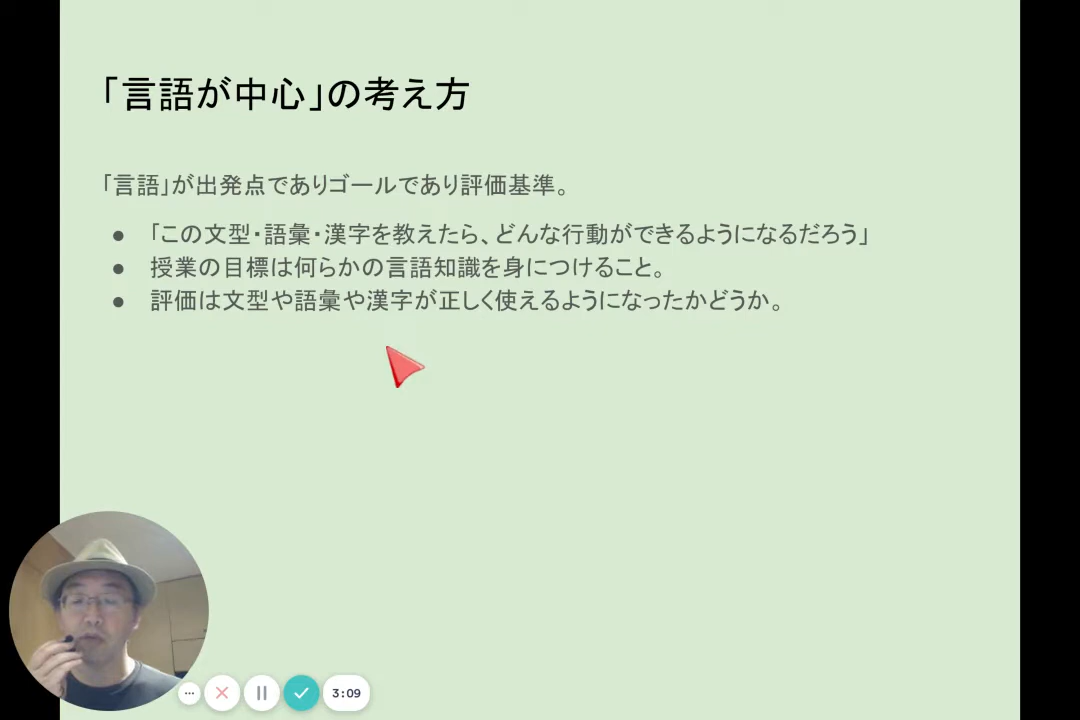 「言語が中心」の考え方
「言語」が出発点でありゴールであり評価基準。
● 「この文型・語彙・漢字を教えたら、どんな行動ができるようになるだろう」
● 授業の目標は何らかの言語知識を身につけること。
● 評価は文型や語彙や漢字が正しく使えるようになったかどうか。
3:09